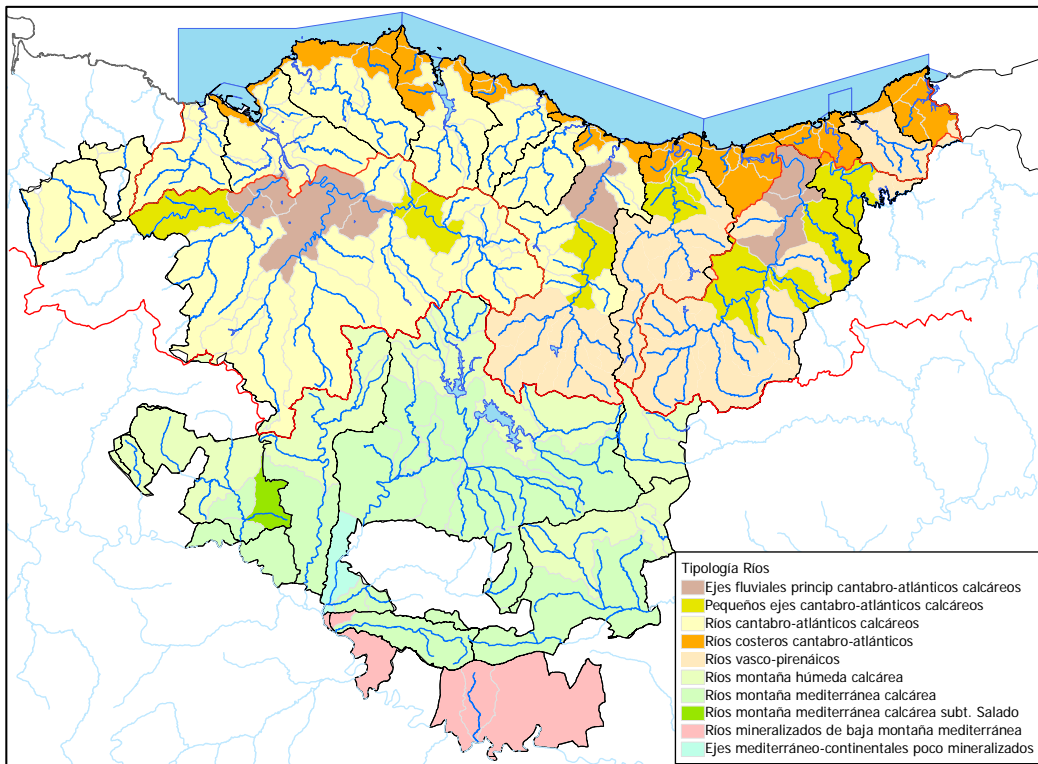 Tipología Ríos
Ejes fluviales princip cantabro-atlánticos calcáreos
Pequeños ejes cantabro-atlánticos calcáreos
Ríos cantabro-atlánticos calcáreos
Ríos costeros cantabro-atlánticos
Ríos vasco-pirenáicos
Ríos montaña húmeda calcárea
Ríos montaña mediterránea calcárea
Ríos montaña mediterránea calcárea subt. Salado
Ríos mineralizados de baja montaña mediterránea
Ejes mediterráneo-continentales poco mineralizados